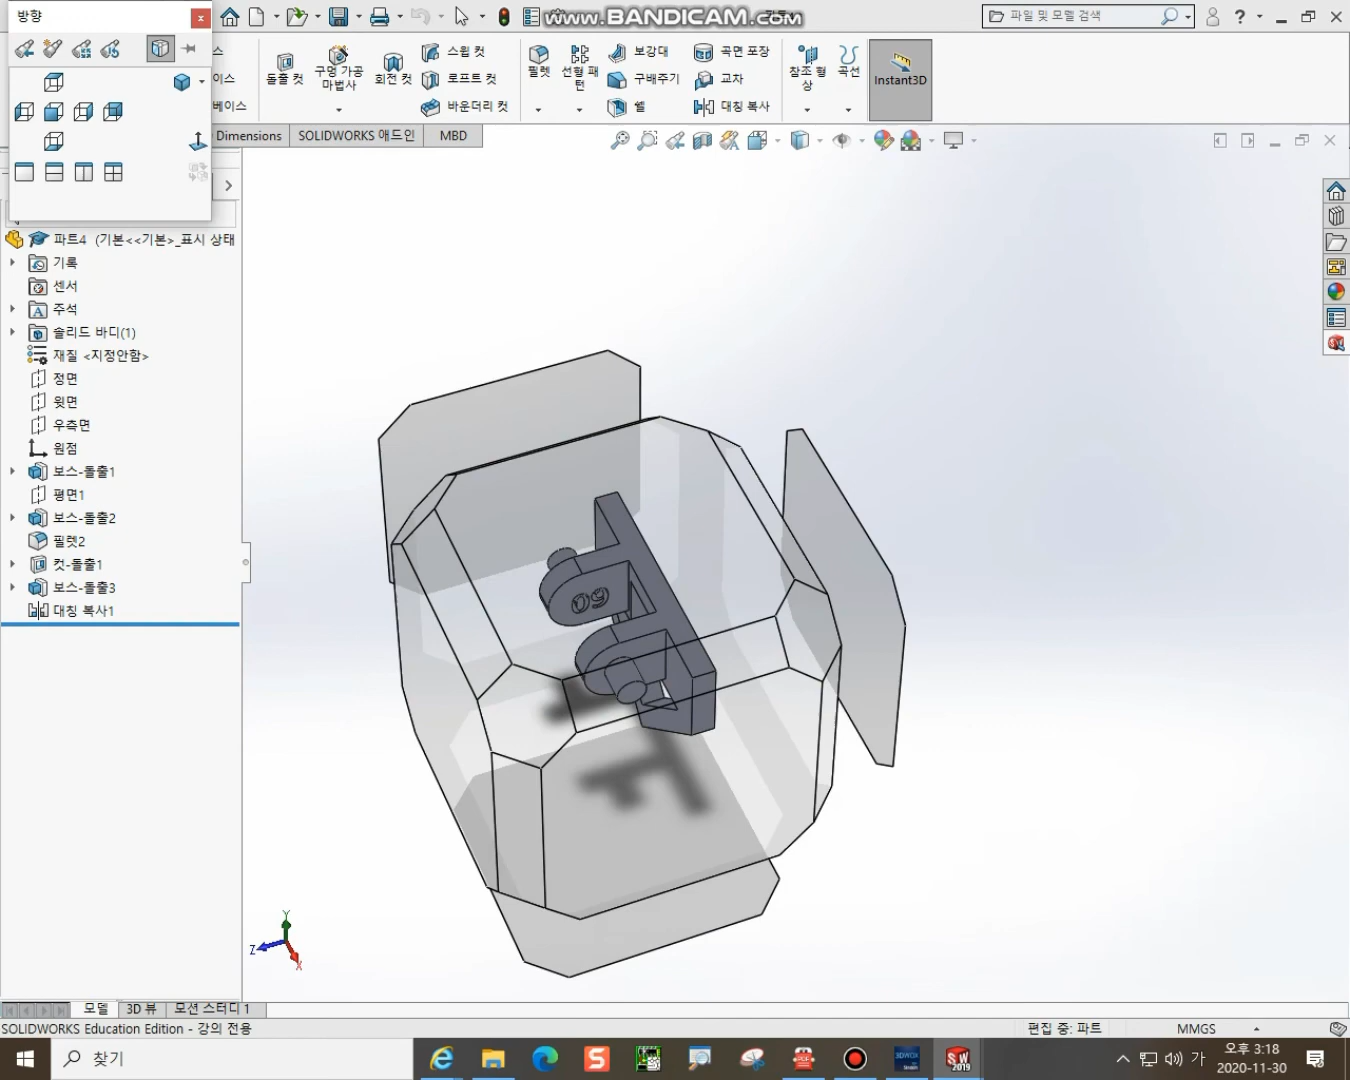 방향
www.BANDICAM.com
파일 및 모델 검색
이스
베이스
돌출 컷
구멍 가공 마법사
회전 컷
스윕 컷
로프트 컷
바운더리 컷
필렛
선형 패턴
보강대
구배주기
쉘
곡면 포장
교차
대칭 복사
참조 형상
곡선
Instant3D
Dimensions
SOLIDWORKS 애드인
MBD
파트4 (기본<<기본>_표시 상태
기록
센서
주석
솔리드 바디(1)
재질 <지정안함>
정면
윗면
우측면
원점
보스-돌출1
평면1
보스-돌출2
필렛2
컷-돌출1
보스-돌출3
대칭 복사1
09
Y
Z
X
모델
3D 뷰
모션 스터디 1
SOLIDWORKS Education Edition - 강의 전용
편집 중: 파트
MMGS
찾기
가
오후 3:18
2020-11-30